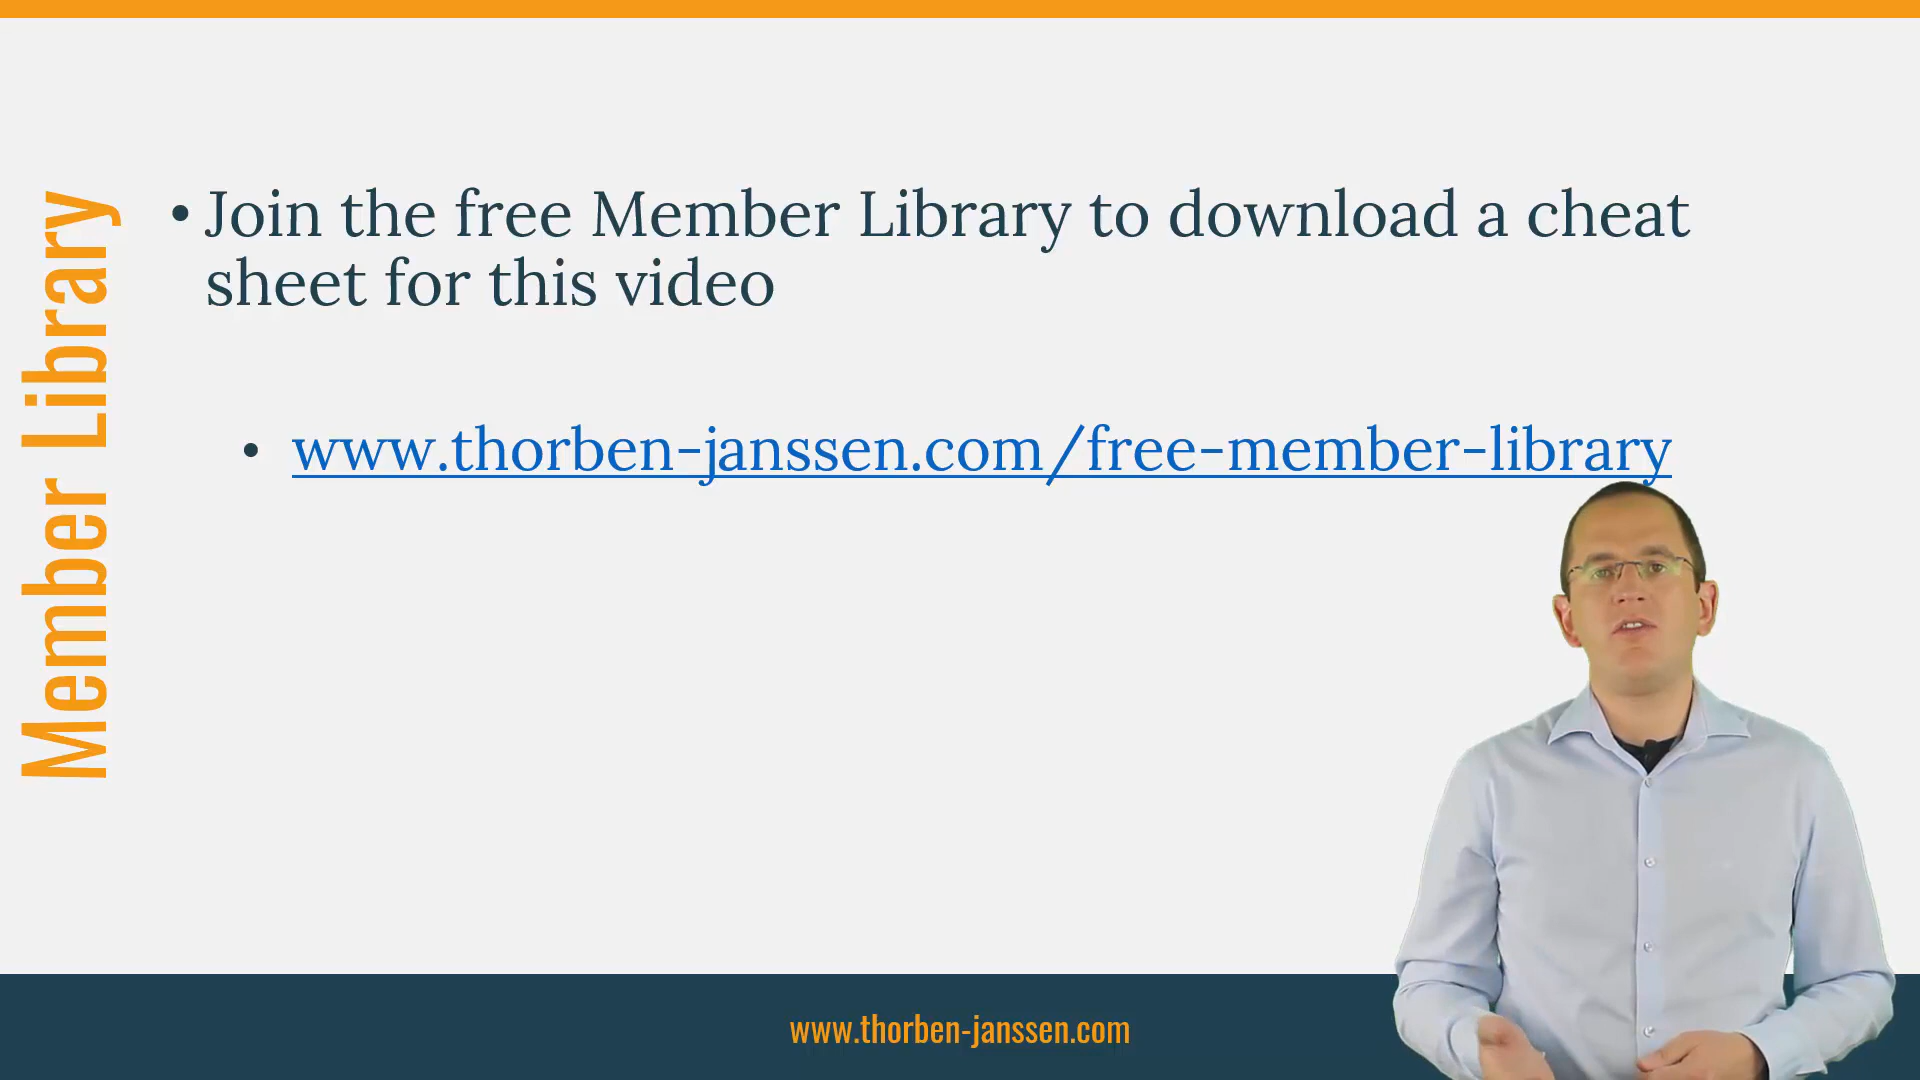 Member Library
• Join the free Member Library to download a cheat
sheet for this video
• www.thorben-janssen.com/free-member-library
www.thorben-janssen.com